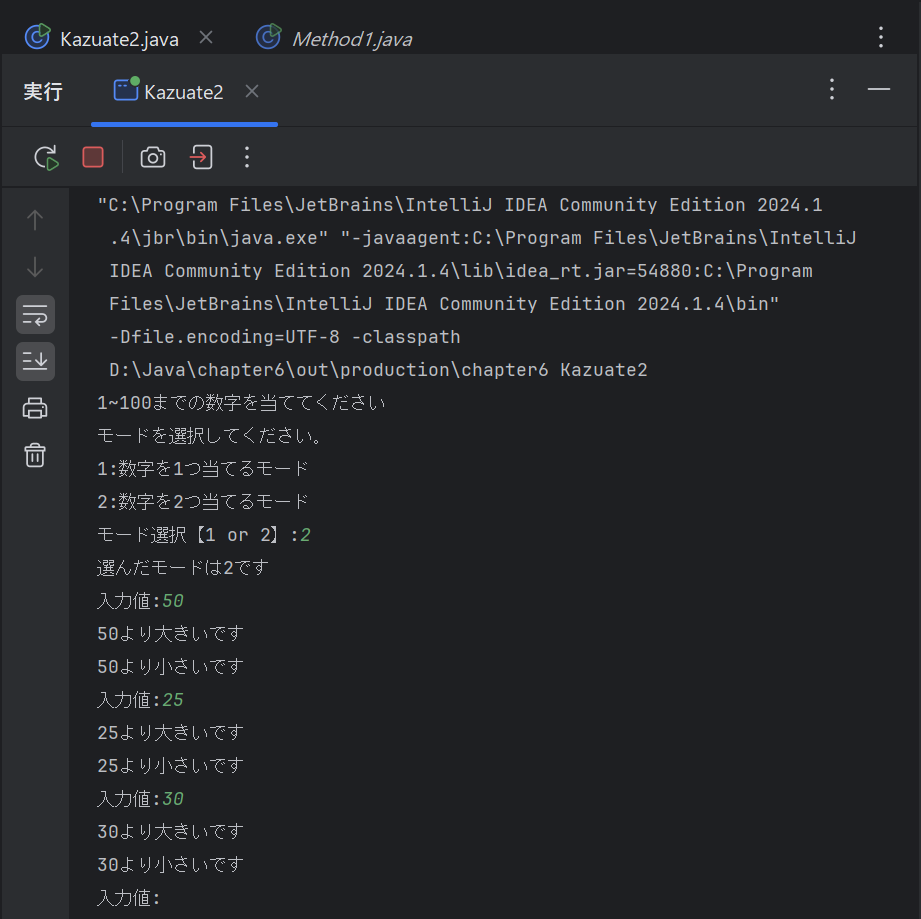 Kazuate2.java
Method1.java
実行
Kazuate2
"C:\Program Files\JetBrains\IntelliJ IDEA Community Edition 2024.1
.4\jbr\bin\java.exe" "-javaagent:C:\Program Files\JetBrains\IntelliJ
IDEA Community Edition 2024.1.4\lib\idea_rt.jar=54880:C:\Program
Files\JetBrains\IntelliJ IDEA Community Edition 2024.1.4\bin"
-Dfile.encoding=UTF-8 -classpath
D:\Java\chapter6\out\production\chapter6 Kazuate2
1~100までの数字を当ててください
モードを選択してください。
1:数字を1つ当てるモード
2:数字を2つ当てるモード
モード選択【1 or 2】:2
選んだモードは2です
入力値:50
50より大きいです
50より小さいです
入力値:25
25より大きいです
25より小さいです
入力値:30
30より大きいです
30より小さいです
入力値: